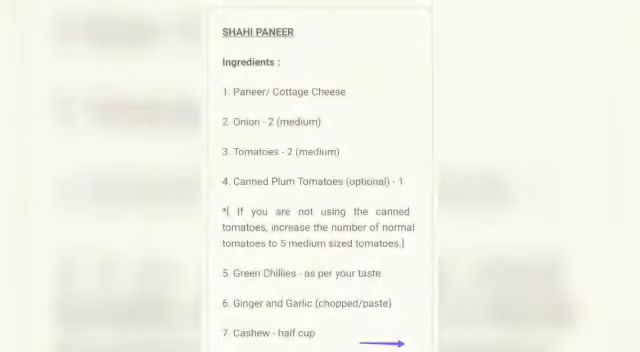 SHAHI PANEER
Ingredients :
1. Paneer/ Cottage Cheese
2. Onion - 2 (medium)
3. Tomatoes - 2 (medium)
4. Canned Plum Tomatoes (optional) - 1
*[ If you are not using the canned
tomatoes, increase the number of normal
tomatoes to 5 medium sized tomatoes.]
5. Green Chillies - as per your taste
6. Ginger and Garlic (chopped/paste)
7. Cashew - half cup